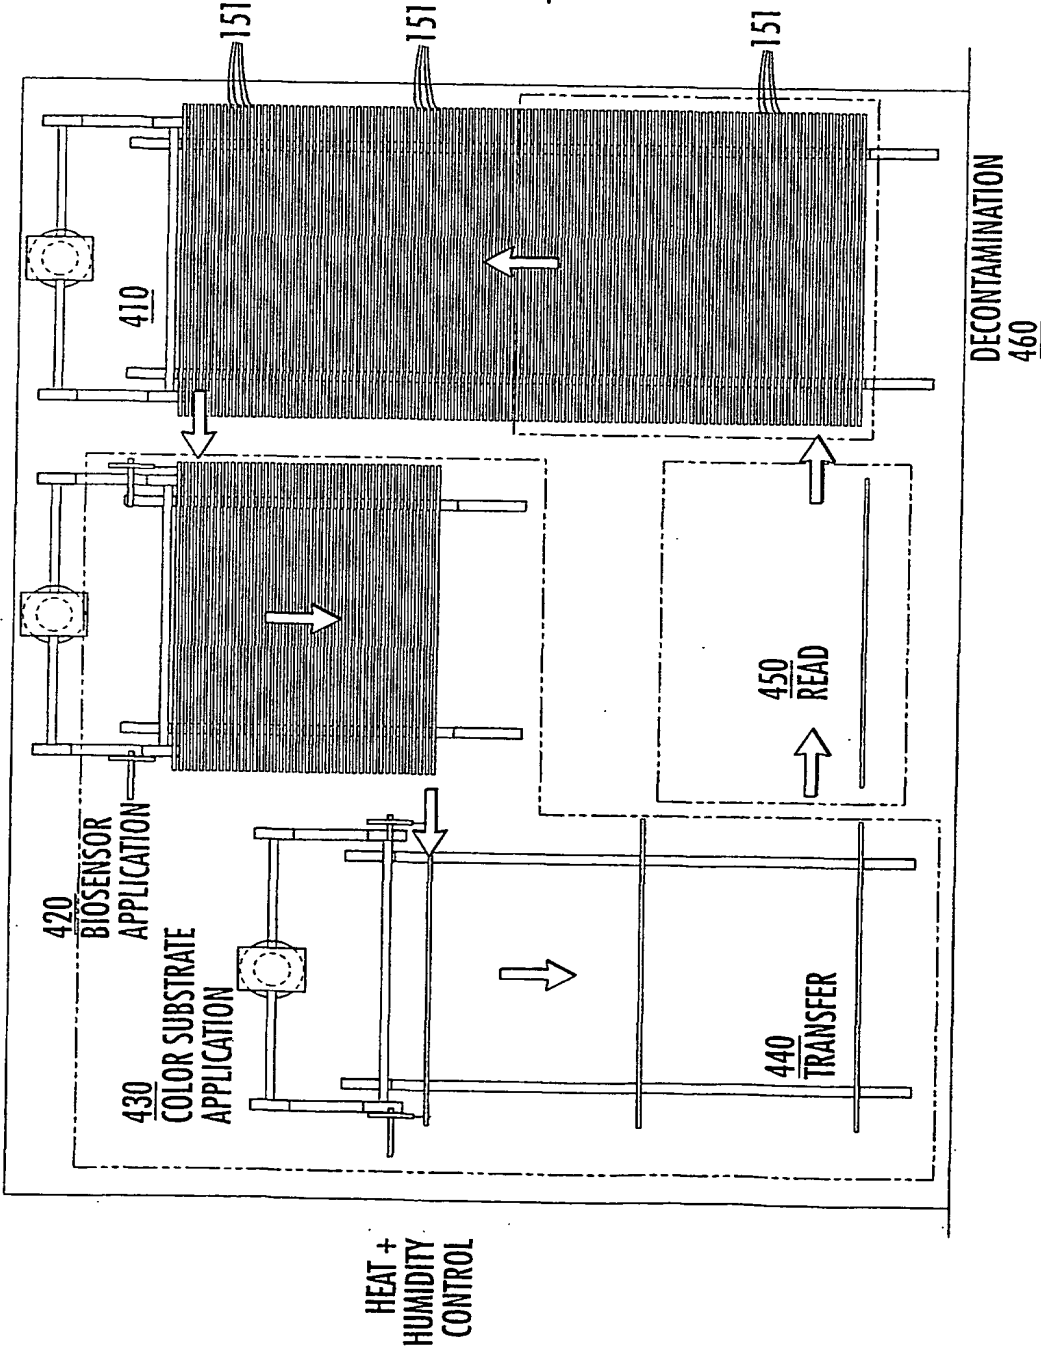 151
151
151
410
420
BIOSENSOR
APPLICATION
430
COLOR SUBSTRATE
APPLICATION
440
TRANSFER
450
READ
DECONTAMINATION
460
HEAT +
HUMIDITY
CONTROL